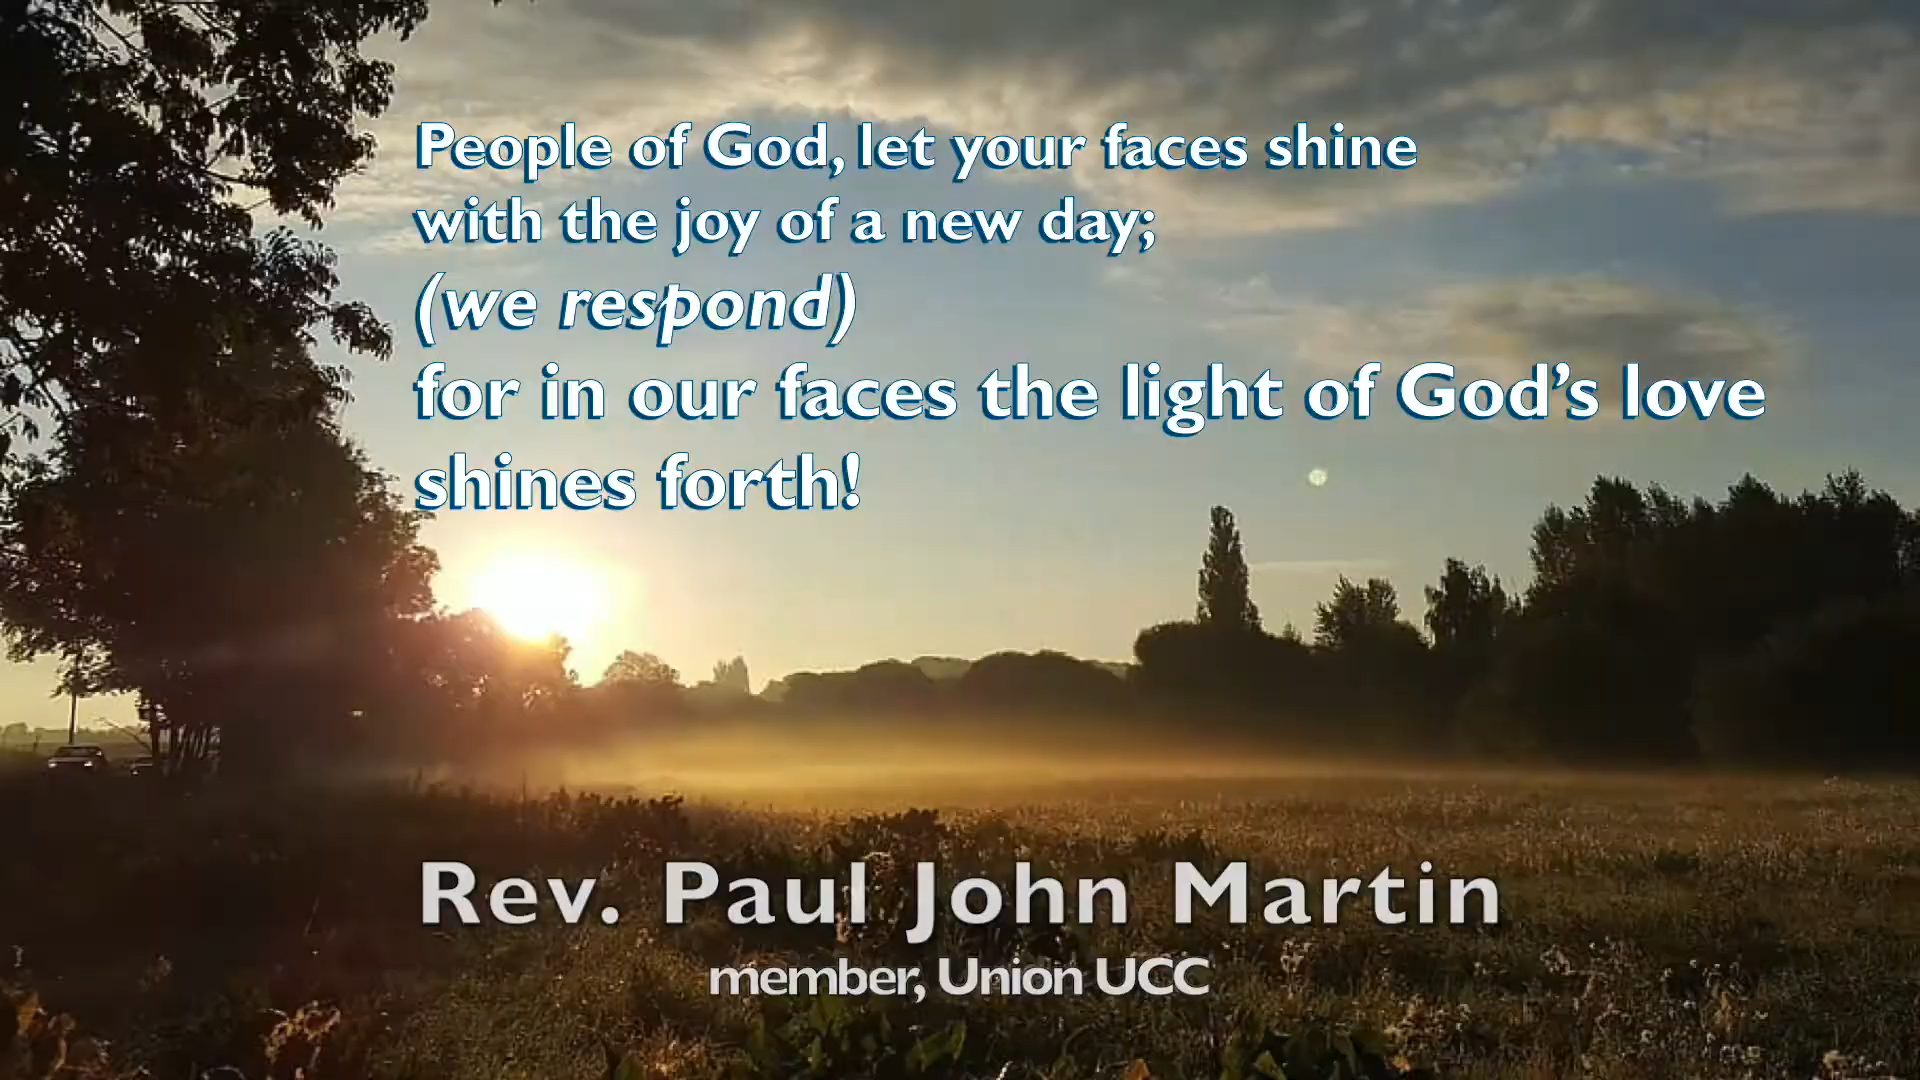 People of God, let your faces shine
with the joy of a new day;
(we respond)
for in our faces the light of God’s love
shines forth!
Rev. Paul John Martin
member, Union UCC